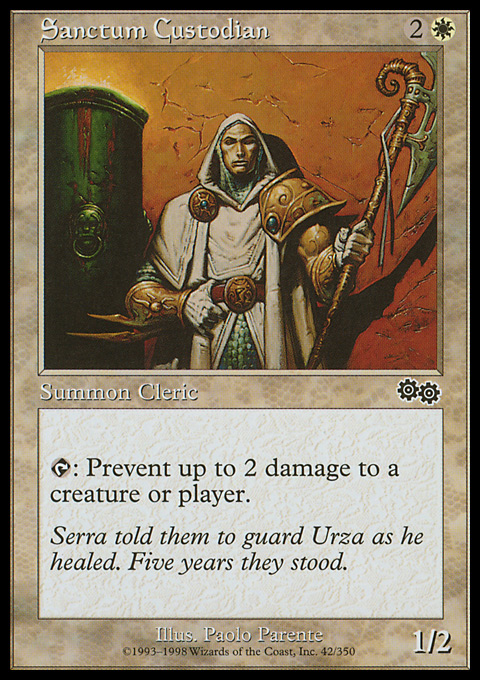 Sanctum Custodian 2
Summon Cleric
: Prevent up to 2 damage to a
creature or player.
Serra told them to guard Urza as he
healed. Five years they stood.
Illus. Paolo Parente
©1993-1998 Wizards of the Coast, Inc. 42/350
1/2